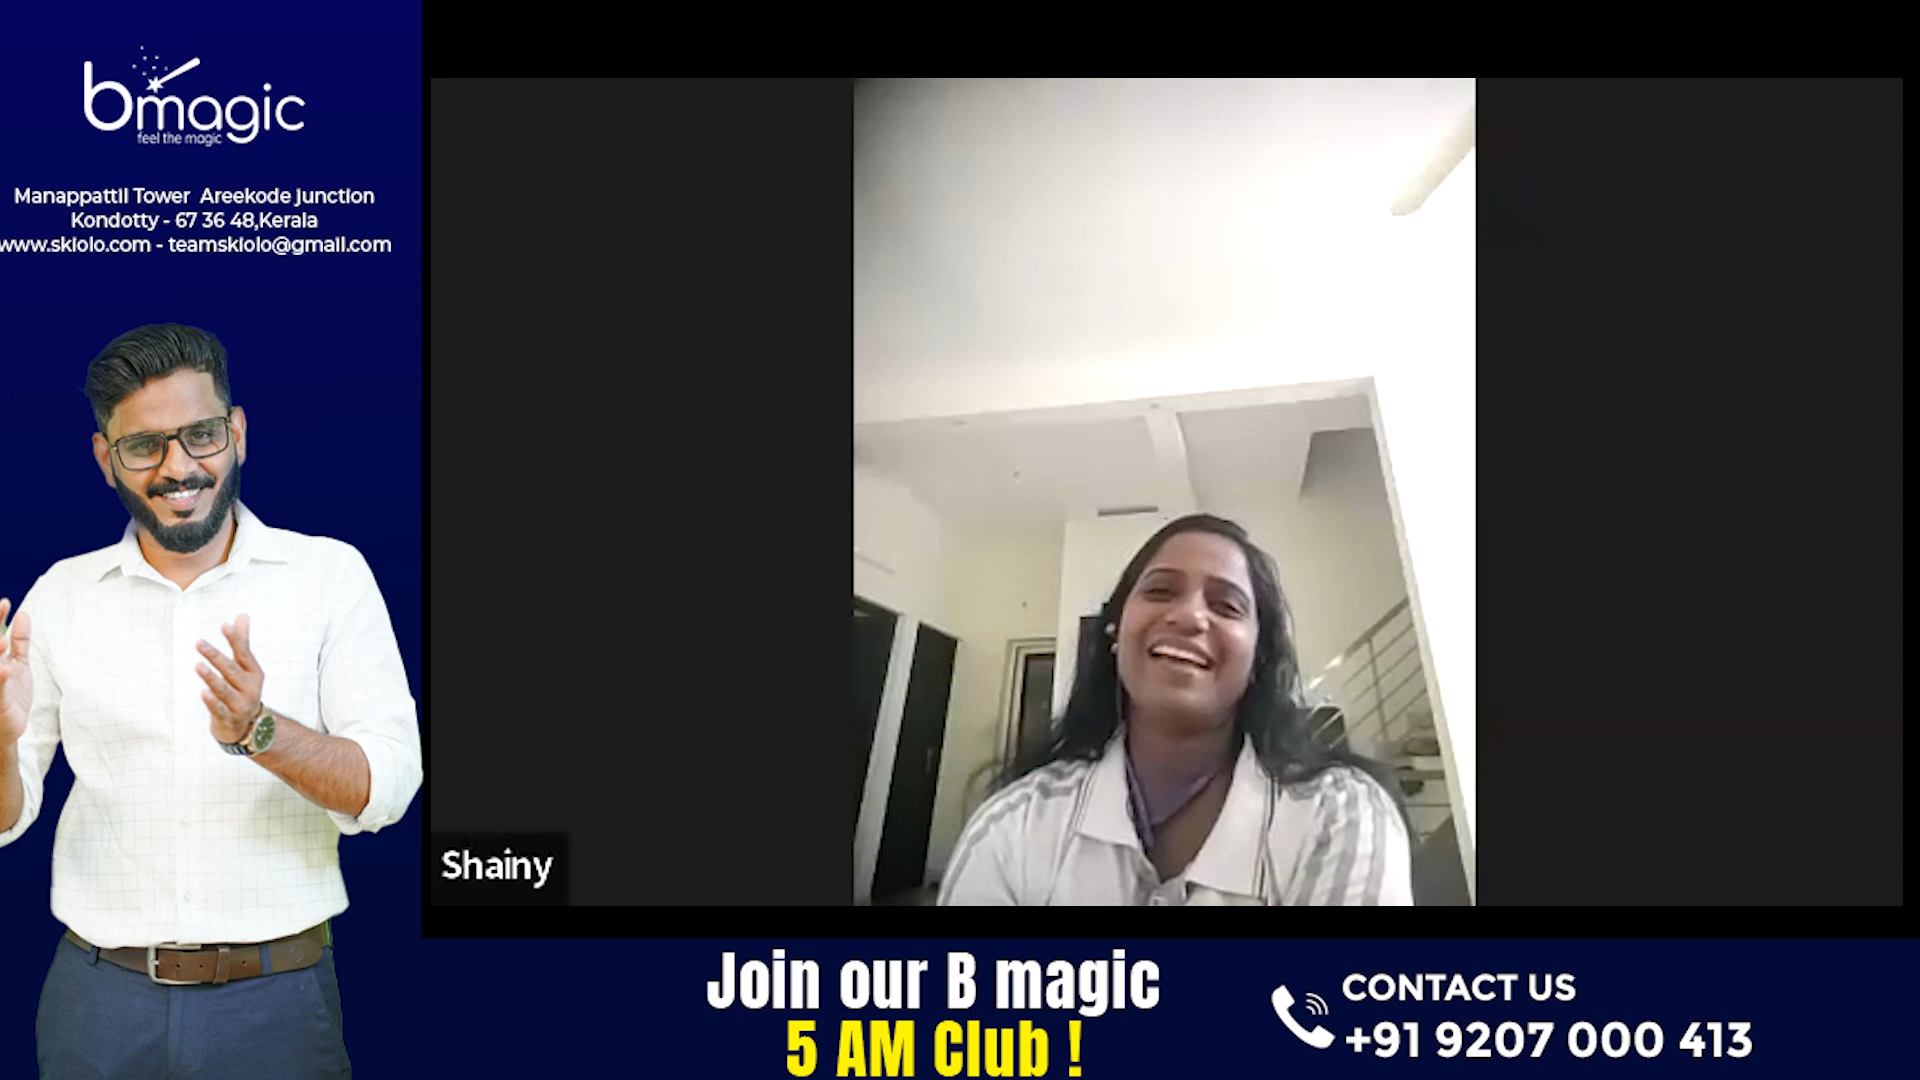 bmagic
feel the magic
Manappattil Tower Areekode Junction
Kondotty - 67 36 48,Kerala
www.skiolo.com - teamskiolo@gmail.com
Shainy
Join our B magic
5 AM Club !
CONTACT US
+91 9207 000 413